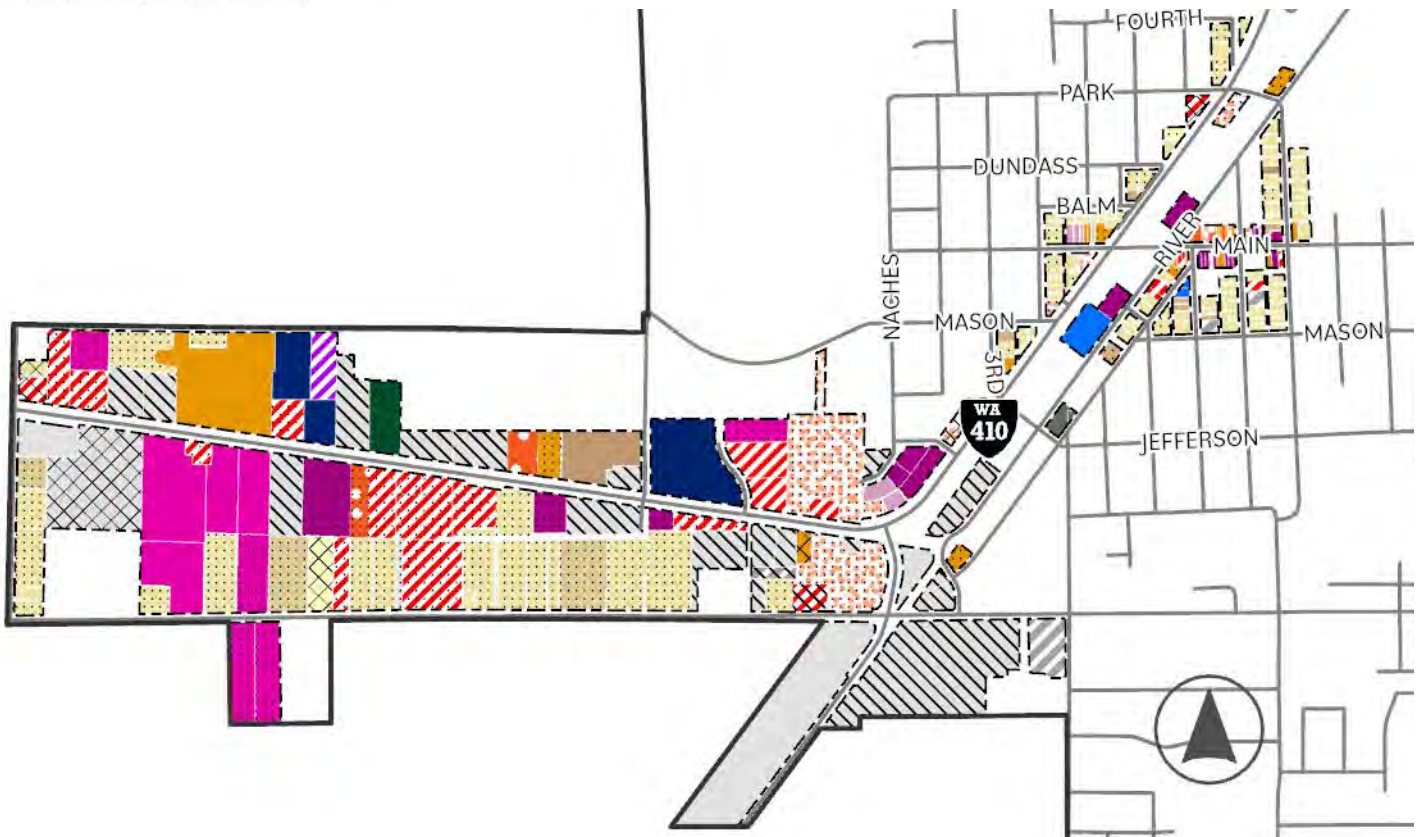 FOURTH
PARK
DUNDASS
BALM
RIVER
MAIN
NACHES
MASON
3RD
MASON
WA
410
JEFFERSON